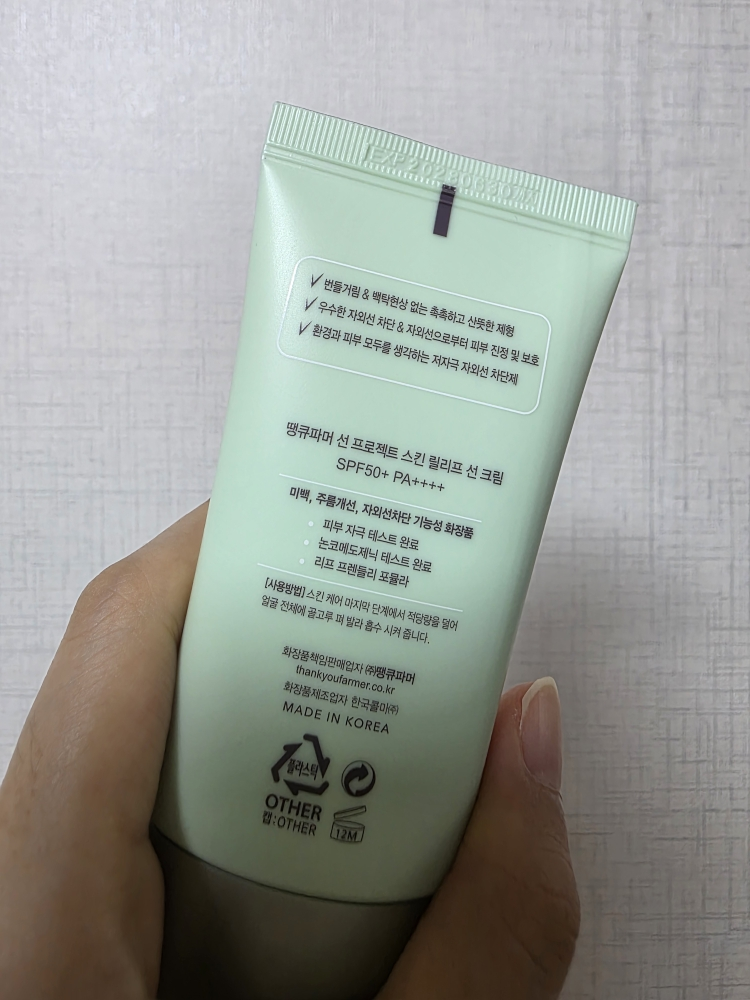 번들거림 & 백탁현상 없는 촉촉하고 산뜻한 제형
우수한 자외선 차단 & 자외선으로부터 피부 진정 및 보호
환경과 피부 모두를 생각하는 저자극 자외선 차단제
땡큐파머 선 프로젝트 스킨 릴리프 선 크림
SPF50+ PA++++
미백, 주름개선, 자외선차단 기능성 화장품
피부 자극 테스트 완료
논코메도제닉 테스트 완료
리프 프렌들리 포뮬라
[사용방법] 스킨 케어 마지막 단계에서 적당량을 덜어
얼굴 전체에 골고루 펴 발라 흡수 시켜 줍니다.
화장품책임판매업자 ㈜땡큐파머
thankyoufarmer.co.kr
화장품제조업자 한국콜마㈜
MADE IN KOREA
플라스틱
OTHER
캡:OTHER
12M